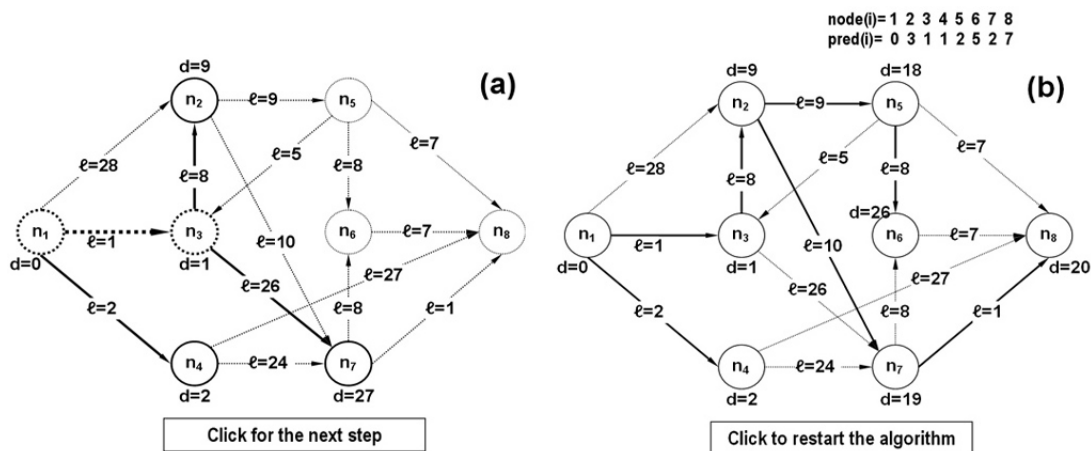 node(i)= 1 2 3 4 5 6 7 8
pred(i)= 0 3 1 1 2 5 2 7
(a)
d=9
n₂
ℓ=9
n₅
ℓ=28
ℓ=5
ℓ=7
ℓ=8
ℓ=8
n₁
ℓ=1
n₃
n₆
ℓ=7
n₈
d=0
d=1
ℓ=10
ℓ=27
ℓ=26
ℓ=2
ℓ=8
ℓ=1
n₄
ℓ=24
n₇
d=2
d=27
Click for the next step
(b)
d=9
d=18
n₂
ℓ=9
n₅
ℓ=28
ℓ=5
ℓ=7
ℓ=8
ℓ=8
d=26
n₁
ℓ=1
n₃
n₆
ℓ=7
n₈
d=0
d=1
ℓ=10
d=20
ℓ=27
ℓ=26
ℓ=2
ℓ=8
ℓ=1
n₄
ℓ=24
n₇
d=2
d=19
Click to restart the algorithm